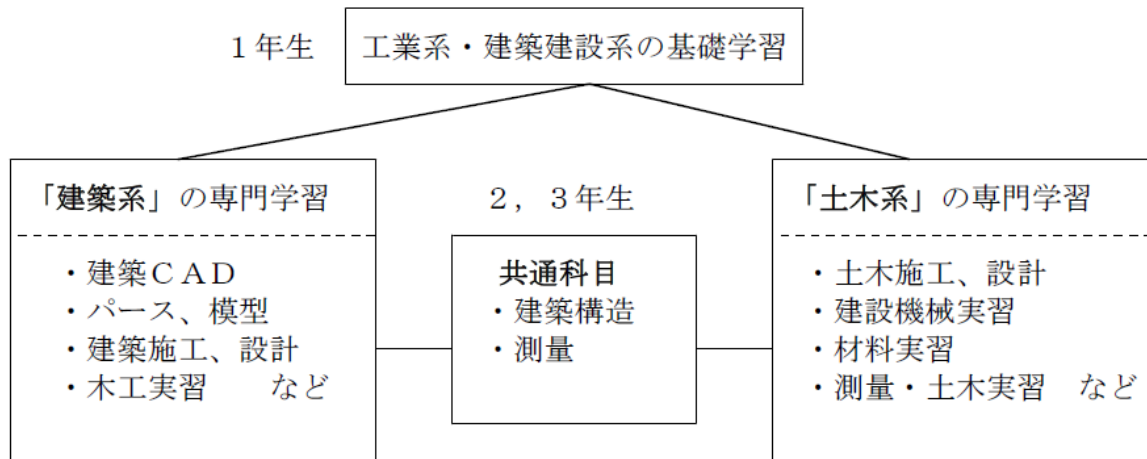 １年生
工業系・建築建設系の基礎学習
「建築系」の専門学習
・建築ＣＡＤ
・パース、模型
・建築施工、設計
・木工実習　　など
２，３年生
共通科目
・建築構造
・測量
「土木系」の専門学習
・土木施工、設計
・建設機械実習
・材料実習
・測量・土木実習　など